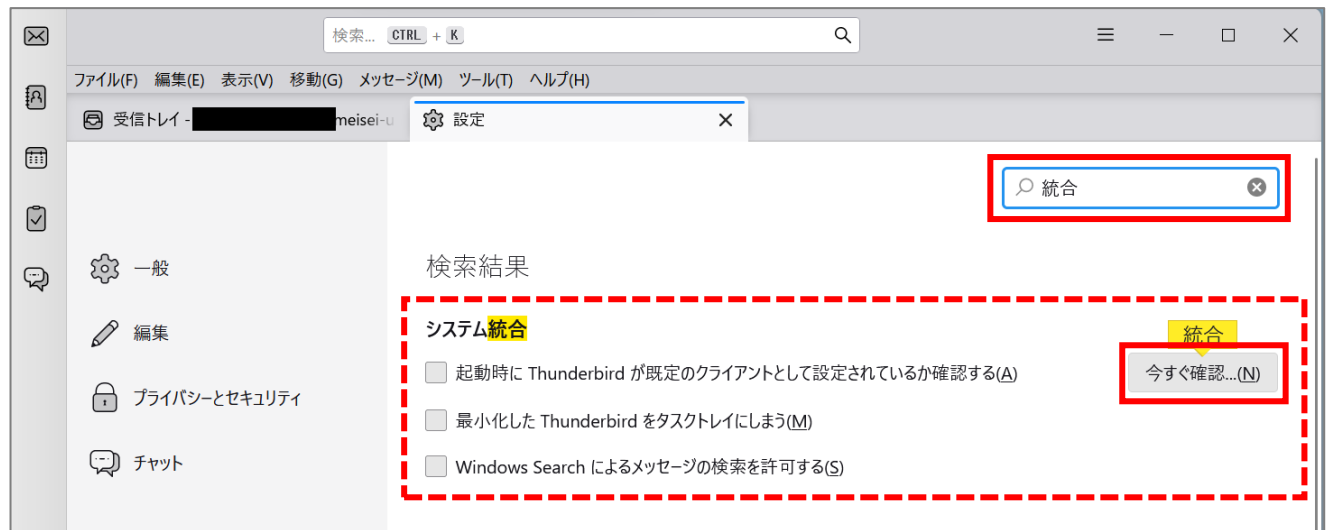 検索... CTRL + K
ファイル(F) 編集(E) 表示(V) 移動(G) メッセージ(M) ツール(T) ヘルプ(H)
受信トレイ - meisei-u
設定
統合
一般
編集
プライバシーとセキュリティ
チャット
検索結果
システム統合
統合
起動時に Thunderbird が既定のクライアントとして設定されているか確認する(A)
今すぐ確認...(N)
最小化した Thunderbird をタスクトレイにしまう(M)
Windows Search によるメッセージの検索を許可する(S)